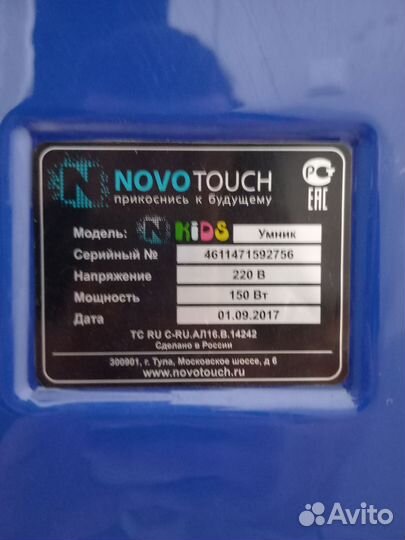 N NOVOTOUCH
прикоснись к будущему
PC
EAC
Модель: N KiDS Умник
Серийный № 4611471592756
Напряжение 220 В
Мощность 150 Вт
Дата 01.09.2017
ТС RU C-RU.АЛ16.В.14242
Сделано в России
300901, г. Тула, Московское шоссе, д 6
www.novotouch.ru
Avito